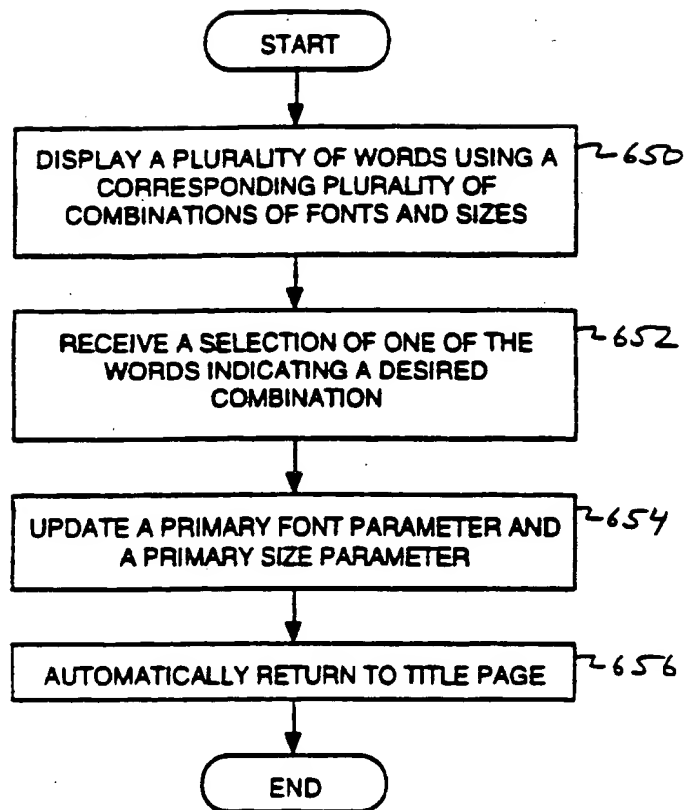 START
DISPLAY A PLURALITY OF WORDS USING A
CORRESPONDING PLURALITY OF
COMBINATIONS OF FONTS AND SIZES
650
RECEIVE A SELECTION OF ONE OF THE
WORDS INDICATING A DESIRED
COMBINATION
652
UPDATE A PRIMARY FONT PARAMETER AND
A PRIMARY SIZE PARAMETER
654
AUTOMATICALLY RETURN TO TITLE PAGE
656
END